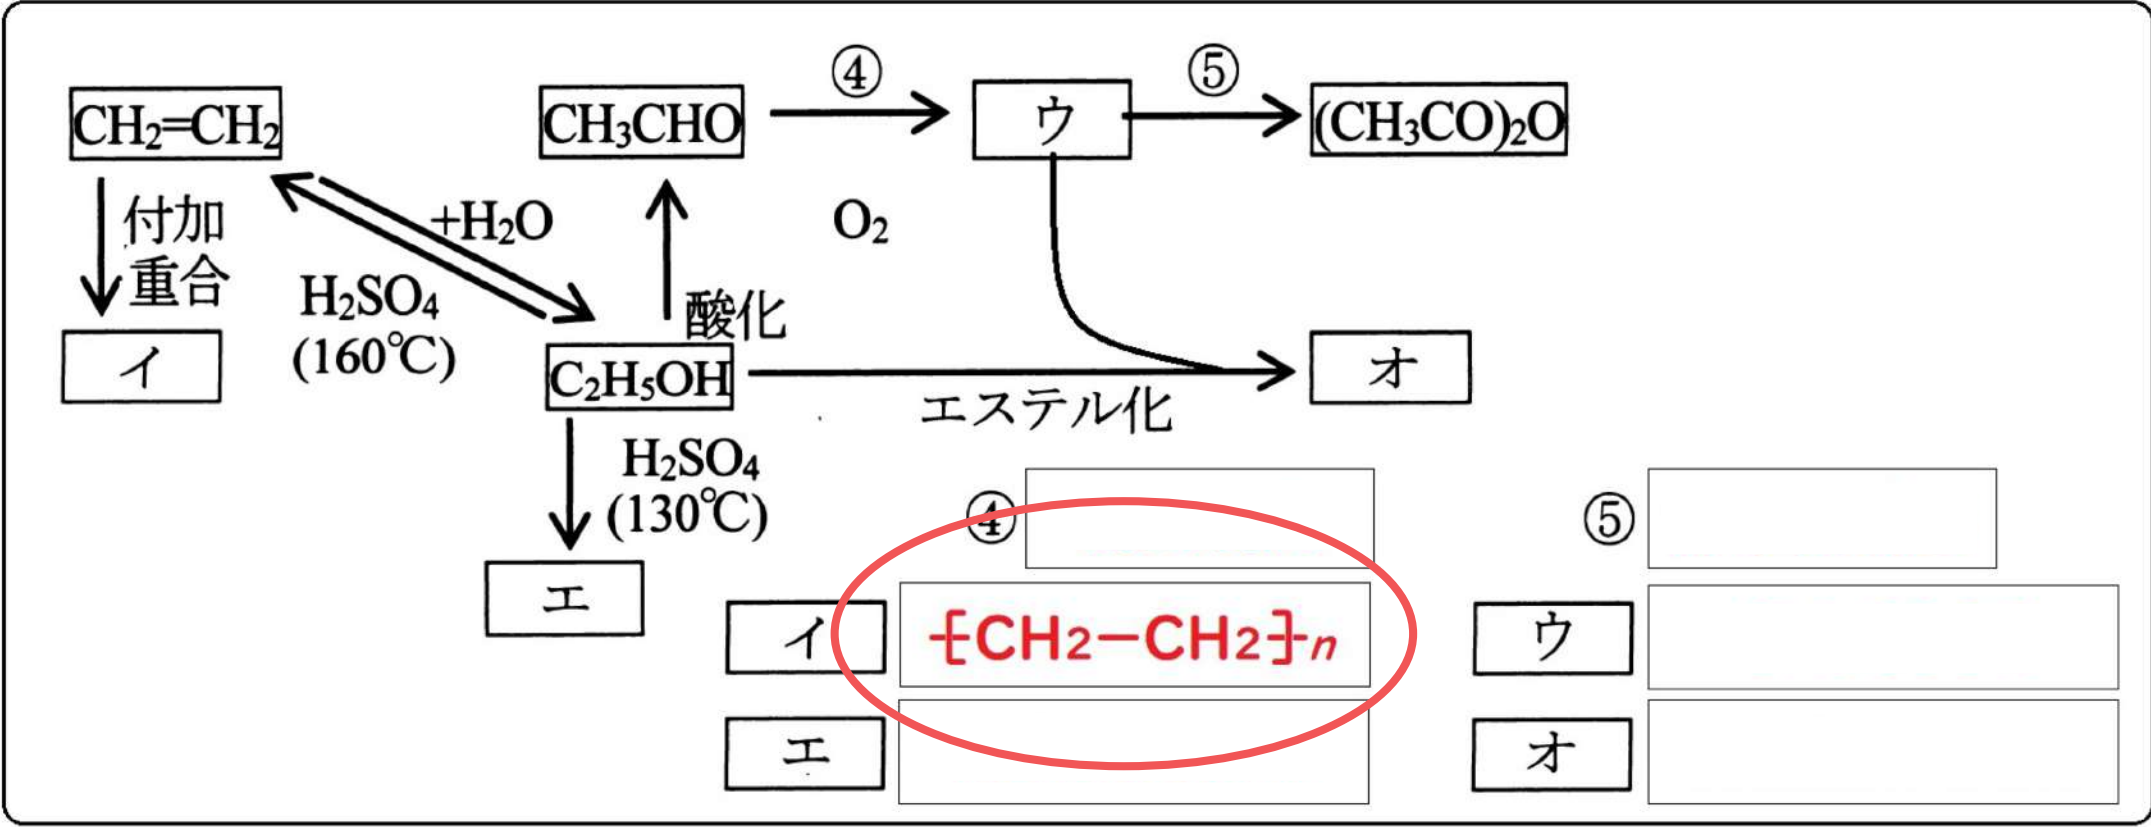 ④
⑤
CH2=CH2
CH3CHO
ウ
(CH3CO)2O
付加
重合
+H2O
O2
H2SO4
(160℃)
酸化
イ
C2H5OH
エステル化
オ
H2SO4
(130℃)
エ
④
⑤
イ
-[CH2-CH2]-n
ウ
エ
オ